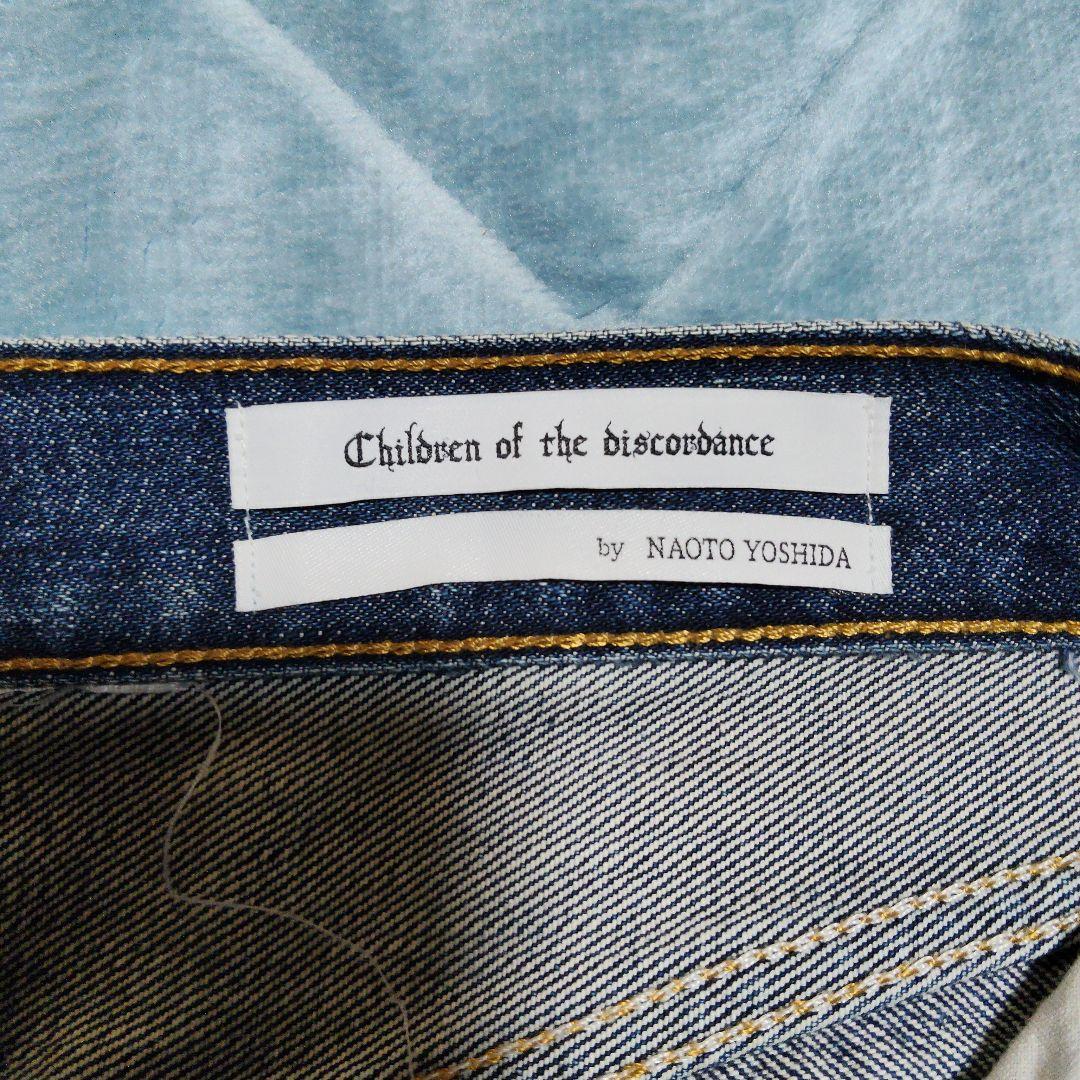 Children of the discordance
by NAOTO YOSHIDA